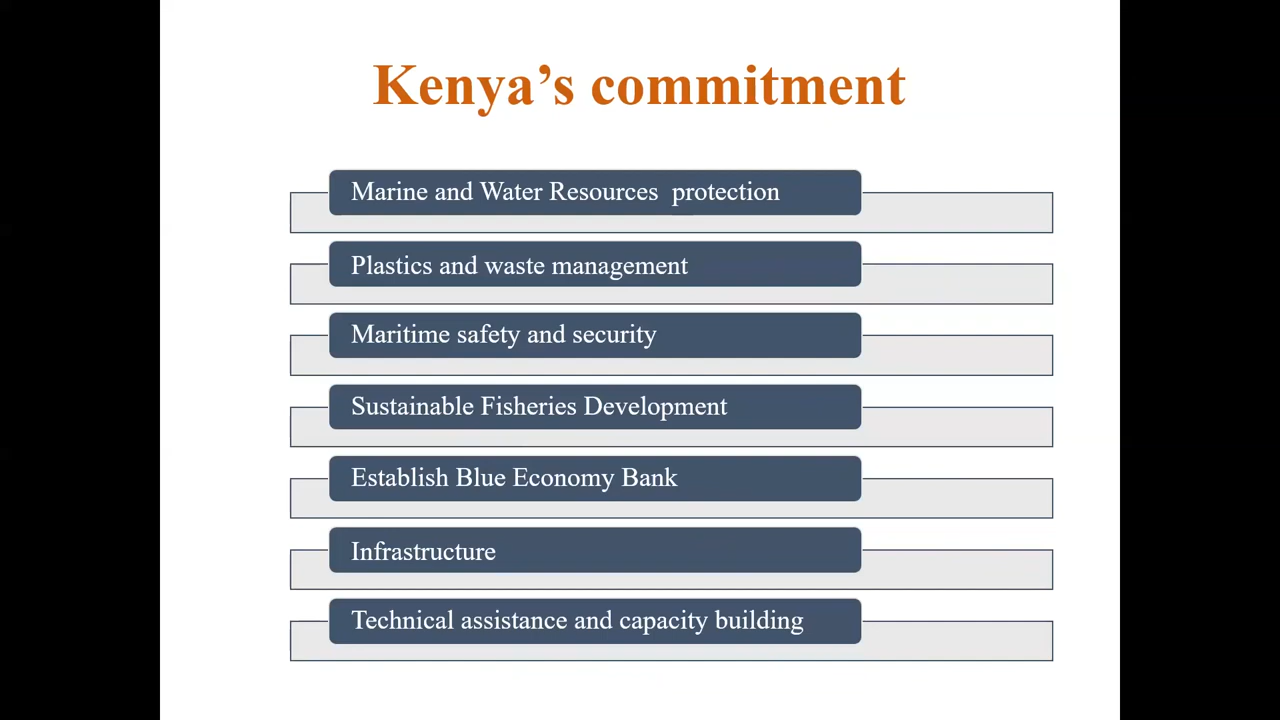 Kenya’s commitment
Marine and Water Resources  protection
Plastics and waste management
Maritime safety and security
Sustainable Fisheries Development
Establish Blue Economy Bank
Infrastructure
Technical assistance and capacity building